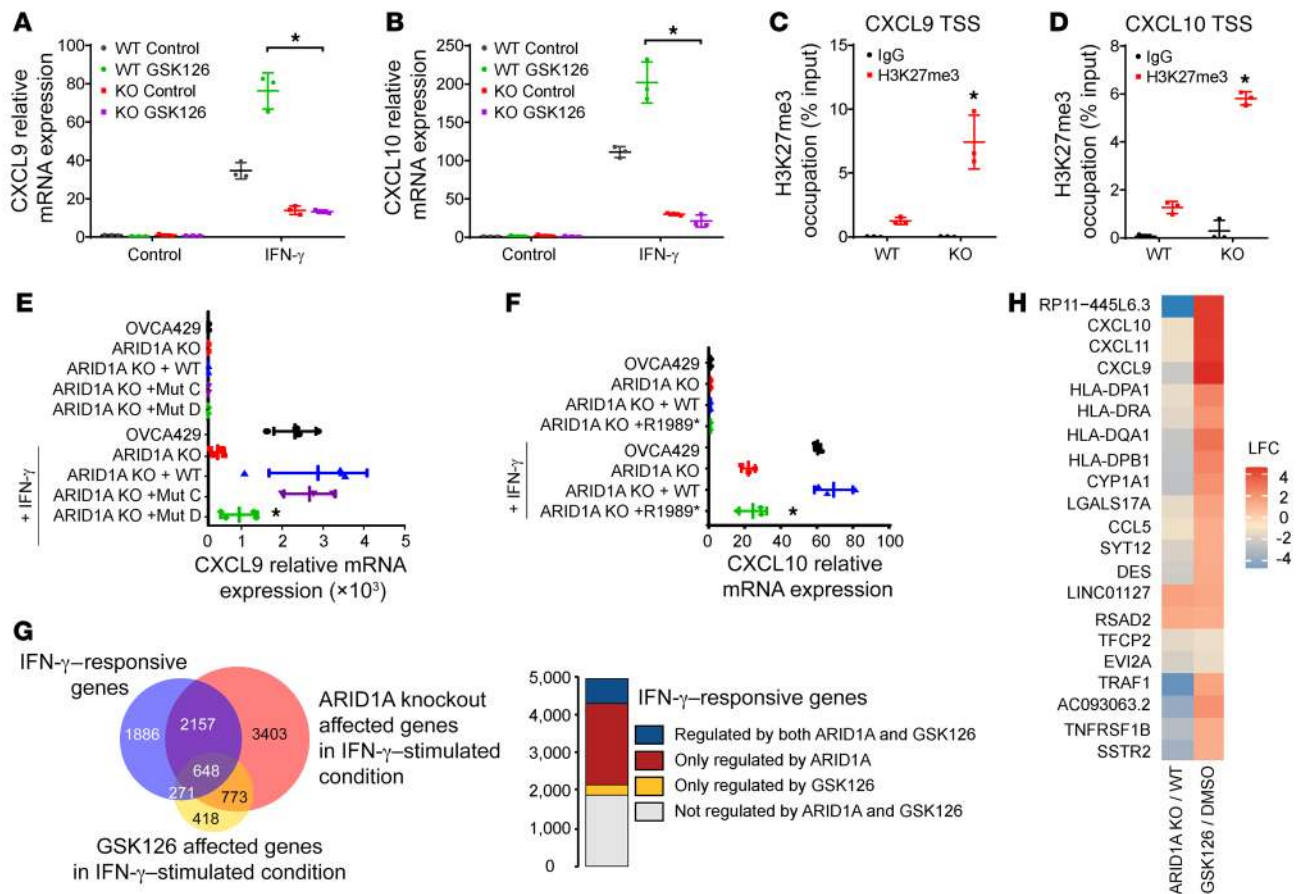 A
CXCL9 relative
mRNA expression
100
80
60
40
20
0
WT Control
WT GSK126
KO Control
KO GSK126
*
Control
IFN-γ
B
CXCL10 relative
mRNA expression
250
200
150
100
50
0
WT Control
WT GSK126
KO Control
KO GSK126
*
Control
IFN-γ
C
CXCL9 TSS
H3K27me3
occupation (% input)
15
10
5
0
IgG
H3K27me3
*
WT
KO
D
CXCL10 TSS
H3K27me3
occupation (% input)
8
6
4
2
0
IgG
H3K27me3
*
WT
KO
E
OVCA429
ARID1A KO
ARID1A KO + WT
ARID1A KO +Mut C
ARID1A KO +Mut D
+ IFN-γ
OVCA429
ARID1A KO
ARID1A KO + WT
ARID1A KO +Mut C
ARID1A KO +Mut D
*
0 1 2 3 4 5
CXCL9 relative mRNA
expression (×10³)
F
OVCA429
ARID1A KO
ARID1A KO + WT
ARID1A KO +R1989*
+ IFN-γ
OVCA429
ARID1A KO
ARID1A KO + WT
ARID1A KO +R1989*
*
0 20 40 60 80 100
CXCL10 relative
mRNA expression
G
IFN-γ–responsive
genes
1886
2157
3403
648
271
773
418
ARID1A knockout
affected genes
in IFN-γ–stimulated
condition
GSK126 affected genes
in IFN-γ–stimulated condition
5,000
4,000
3,000
2,000
1,000
0
IFN-γ–responsive genes
Regulated by both ARID1A and GSK126
Only regulated by ARID1A
Only regulated by GSK126
Not regulated by ARID1A and GSK126
H
RP11–445L6.3
CXCL10
CXCL11
CXCL9
HLA-DPA1
HLA-DRA
HLA-DQA1
HLA-DPB1
CYP1A1
LGALS17A
CCL5
SYT12
DES
LINC01127
RSAD2
TFCP2
EVI2A
TRAF1
AC093063.2
TNFRSF1B
SSTR2
ARID1A KO / WT
GSK126 / DMSO
LFC
4
2
0
-2
-4